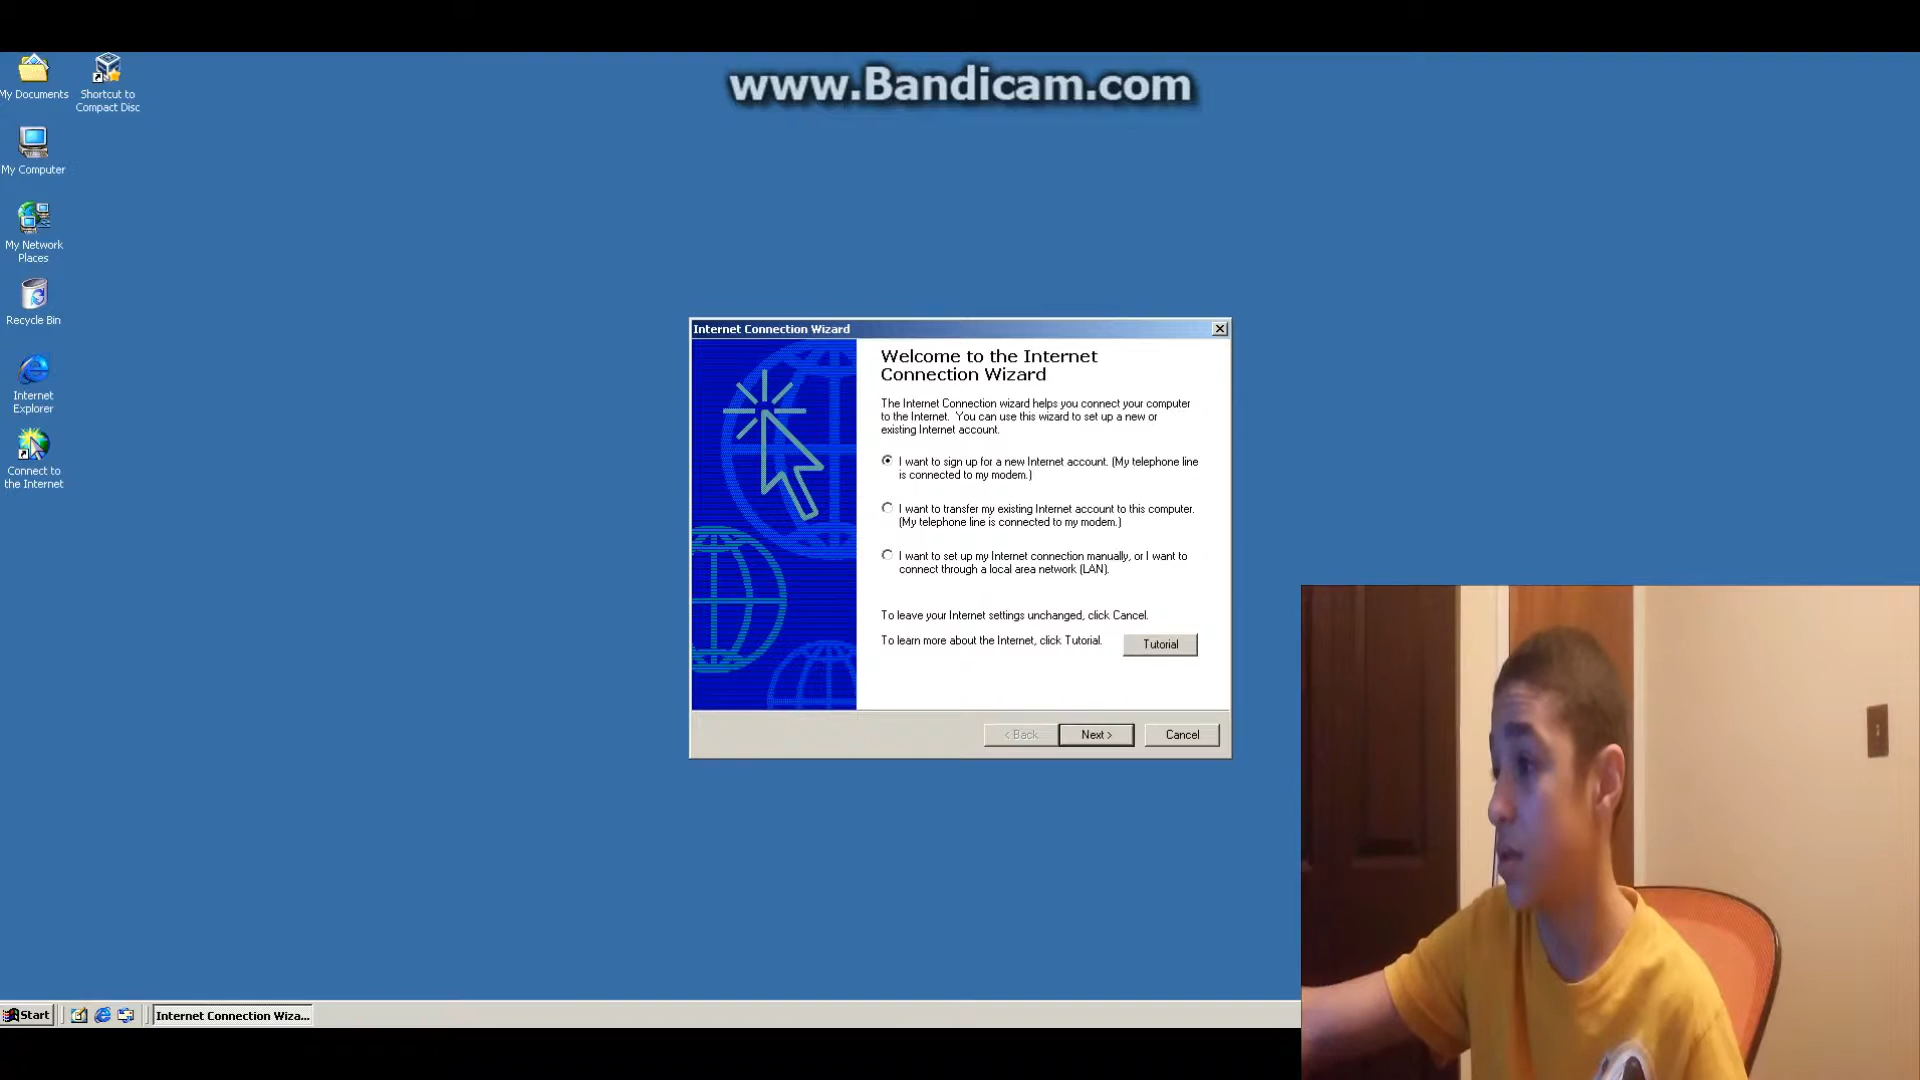 www.Bandicam.com
My Documents
Shortcut to
Compact Disc
My Computer
My Network
Places
Recycle Bin
Internet
Explorer
Connect to
the Internet
Internet Connection Wizard
Welcome to the Internet
Connection Wizard
The Internet Connection wizard helps you connect your computer
to the Internet. You can use this wizard to set up a new or
existing Internet account.
I want to sign up for a new Internet account. (My telephone line
is connected to my modem.)
I want to transfer my existing Internet account to this computer.
(My telephone line is connected to my modem.)
I want to set up my Internet connection manually, or I want to
connect through a local area network (LAN).
To leave your Internet settings unchanged, click Cancel.
To learn more about the Internet, click Tutorial.
Tutorial
< Back
Next >
Cancel
Start
Internet Connection Wiza...